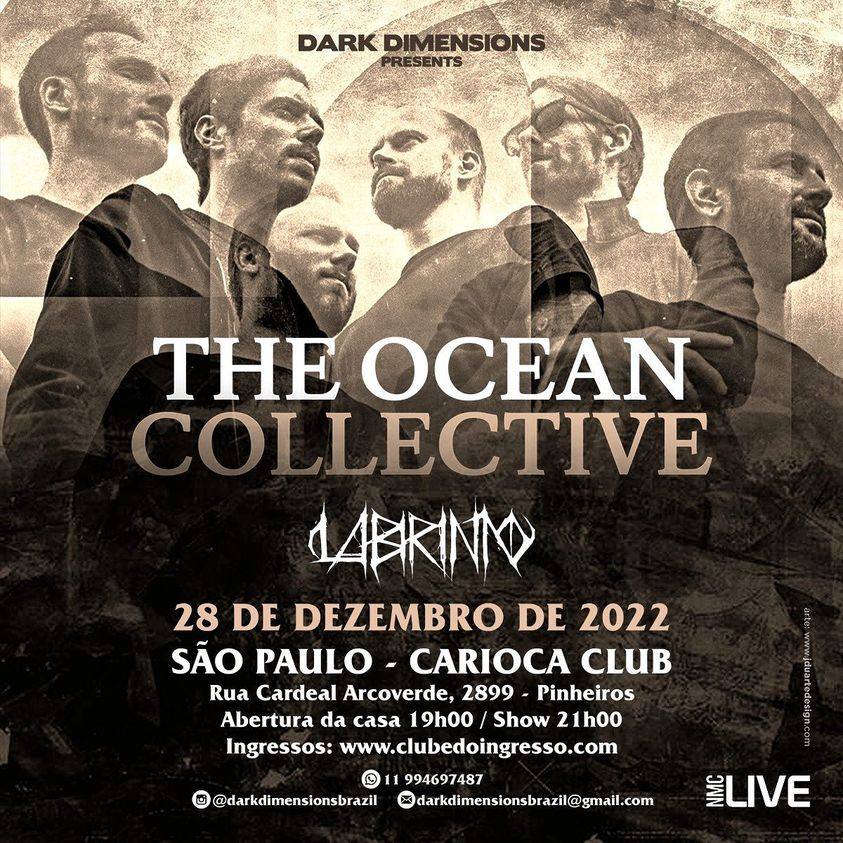 DARK DIMENSIONS
PRESENTS
THE OCEAN
COLLECTIVE
LABIRINTO
28 DE DEZEMBRO DE 2022
SÃO PAULO - CARIOCA CLUB
Rua Cardeal Arcoverde, 2899 - Pinheiros
Abertura da casa 19h00 / Show 21h00
Ingressos: www.clubedoingresso.com
11 994697487
@darkdimensionsbrazil darkdimensionsbrazil@gmail.com
NMC LIVE
arte: www.jduartedesign.com